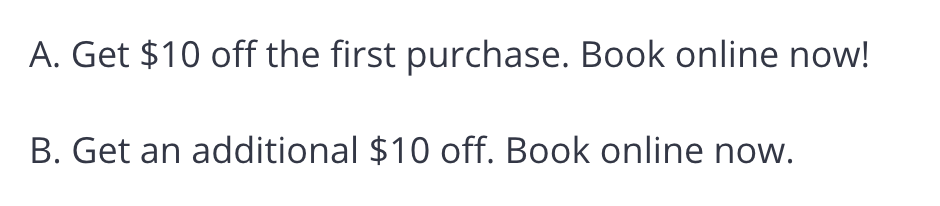 A. Get $10 off the first purchase. Book online now!
B. Get an additional $10 off. Book online now.